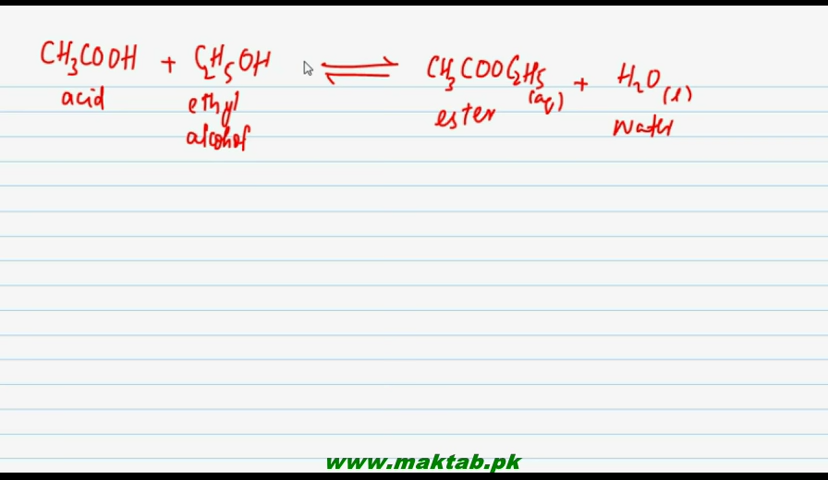 CH₃COOH + C₂H₅OH ⇌ CH₃COOC₂H₅(aq) + H₂O(l)
acid ethyl alcohol ester water
www.maktab.pk